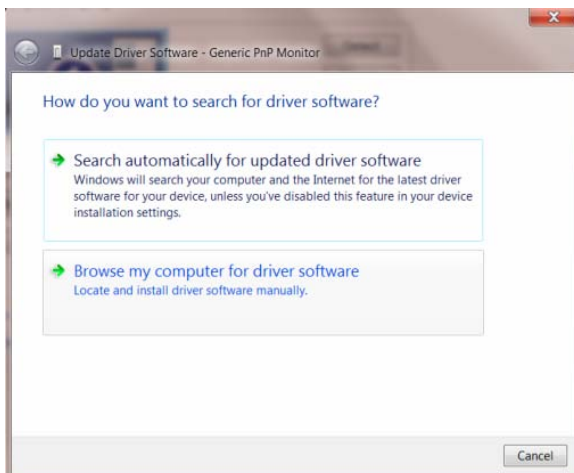 Update Driver Software - Generic PnP Monitor
How do you want to search for driver software?
Search automatically for updated driver software
Windows will search your computer and the Internet for the latest driver
software for your device, unless you've disabled this feature in your device
installation settings.
Browse my computer for driver software
Locate and install driver software manually.
Cancel